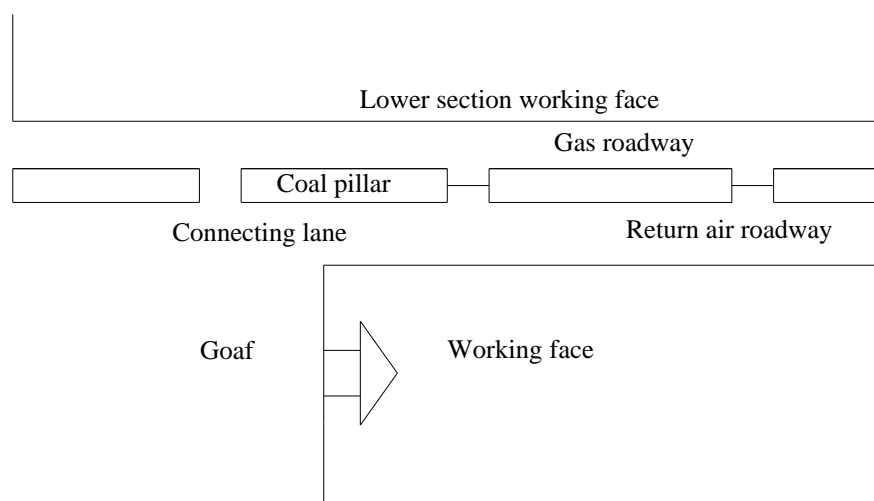 Lower section working face
Gas roadway
Coal pillar
Connecting lane
Return air roadway
Goaf
Working face